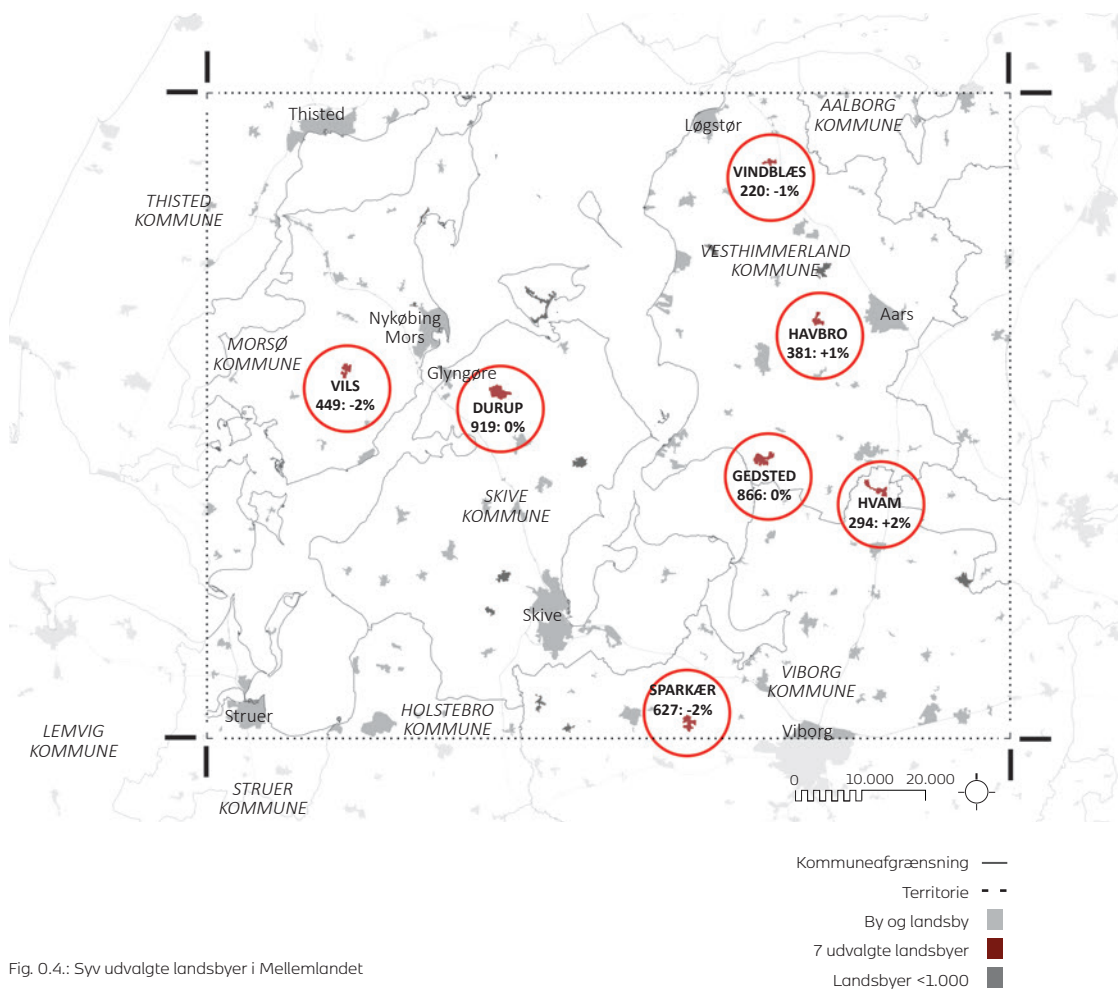 Thisted
Løgstør
AALBORG
KOMMUNE
VINDBLÆS
220: -1%
THISTED
KOMMUNE
VESTHIMMERLAND
KOMMUNE
Nykøbing
Mors
HAVBRO
381: +1%
Aars
MORSØ
KOMMUNE
VILS
449: -2%
Glyngøre
DURUP
919: 0%
GEDSTED
866: 0%
HVAM
294: +2%
SKIVE
KOMMUNE
Skive
SPARKÆR
627: -2%
VIBORG
KOMMUNE
Struer
HOLSTEBRO
KOMMUNE
Viborg
LEMVIG
KOMMUNE
STRUER
KOMMUNE
0 10.000 20.000
Kommuneafgrænsning
Territorie
By og landsby
7 udvalgte landsbyer
Landsbyer <1.000
Fig. 0.4.: Syv udvalgte landsbyer i Mellemlandet